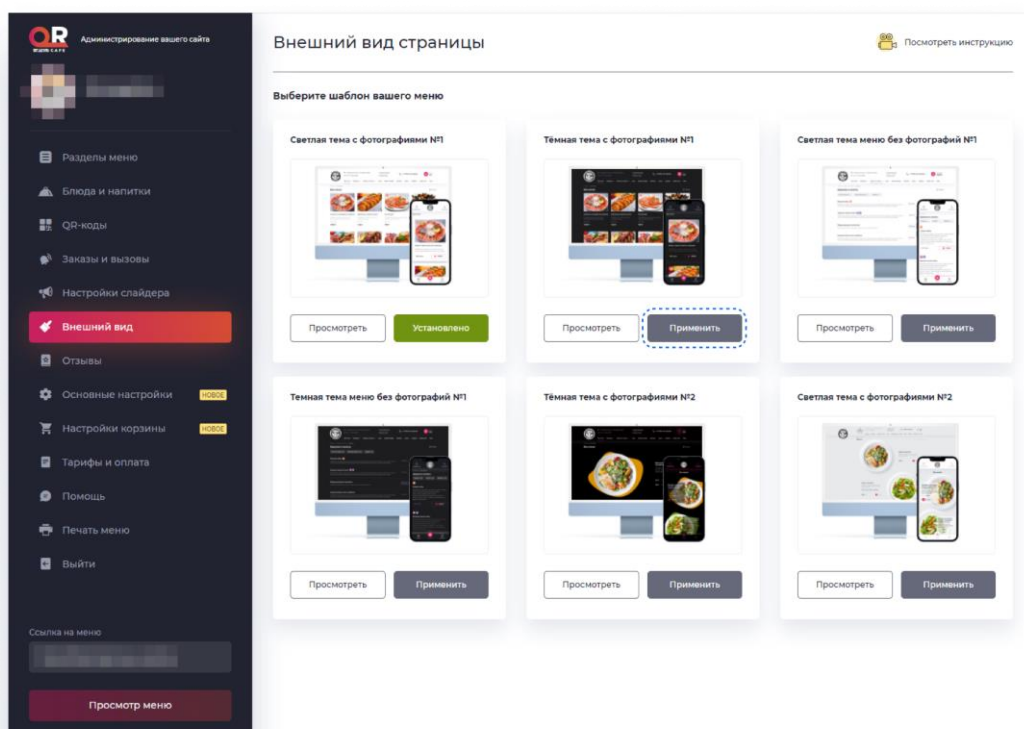 QR
Администрирование вашего сайта
Разделы меню
Блюда и напитки
QR-коды
Заказы и вызовы
Настройки слайдера
Внешний вид
Отзывы
Основные настройки НОВОЕ
Настройки корзины НОВОЕ
Тарифы и оплата
Помощь
Печать меню
Выйти
Ссылка на меню
Просмотр меню
Внешний вид страницы
Посмотреть инструкцию
Выберите шаблон вашего меню
Светлая тема с фотографиями №1
Просмотреть Установлено
Тёмная тема с фотографиями №1
Просмотреть Применить
Светлая тема меню без фотографий №1
Просмотреть Применить
Темная тема меню без фотографий №1
Просмотреть Применить
Тёмная тема с фотографиями №2
Просмотреть Применить
Светлая тема с фотографиями №2
Просмотреть Применить